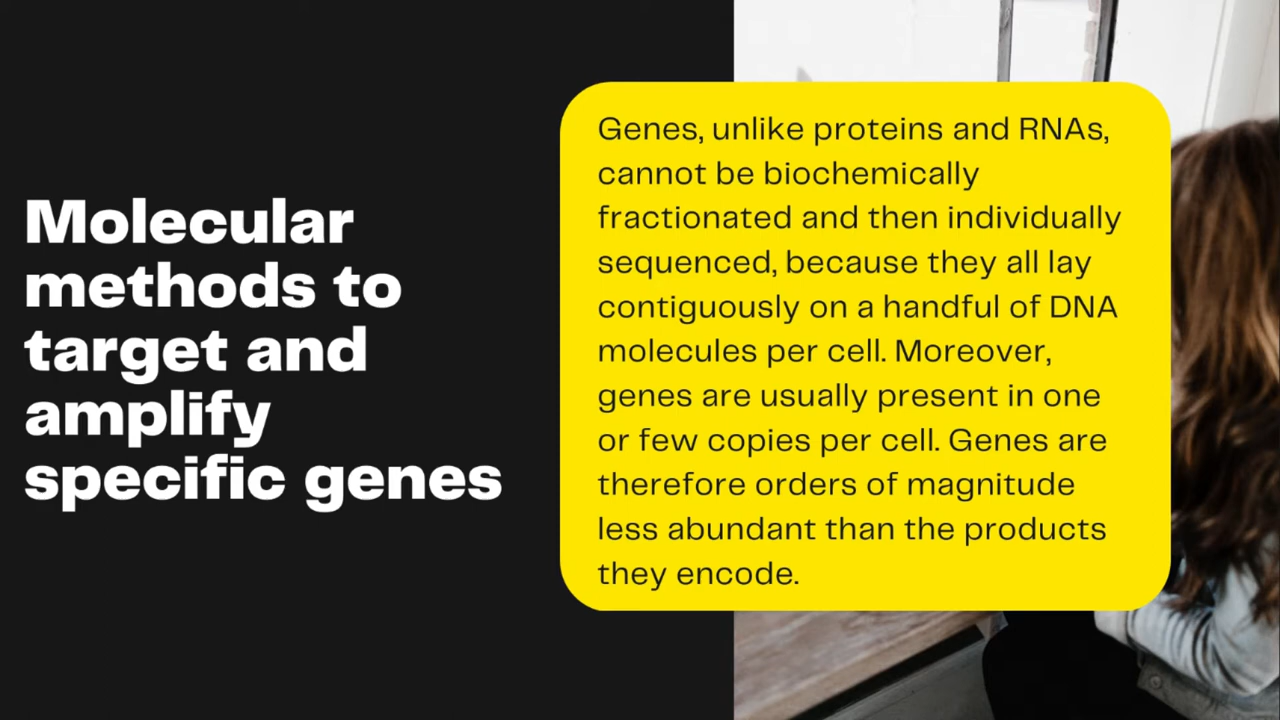 Molecular
methods to
target and
amplify
specific genes
Genes, unlike proteins and RNAs,
cannot be biochemically
fractionated and then individually
sequenced, because they all lay
contiguously on a handful of DNA
molecules per cell. Moreover,
genes are usually present in one
or few copies per cell. Genes are
therefore orders of magnitude
less abundant than the products
they encode.